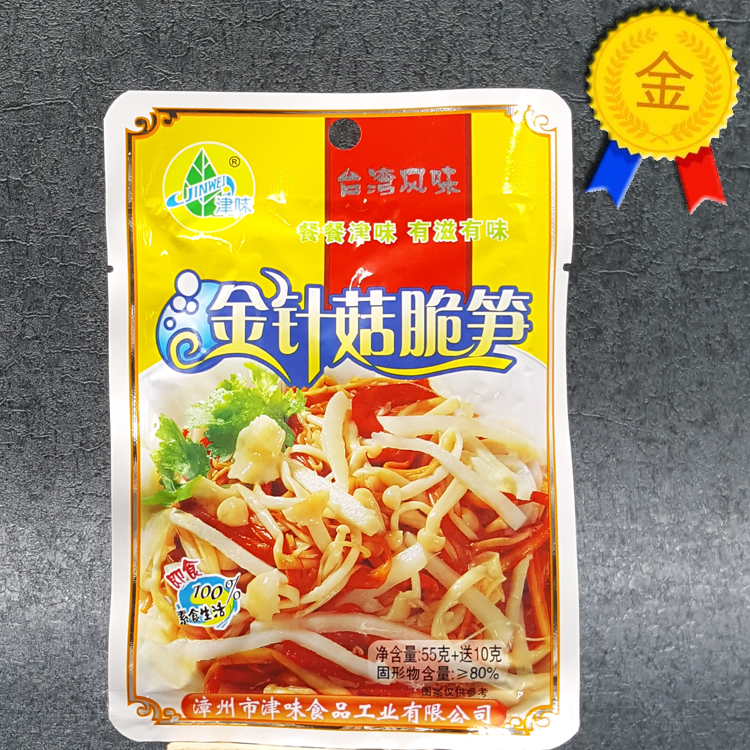 金
JINWEI®
津味
台湾风味
餐餐津味 有滋有味
金针菇脆笋
即食
100%
素食生活
净含量:55克+送10克
固形物含量:≥80%
图案仅供参考
漳州市津味食品工业有限公司